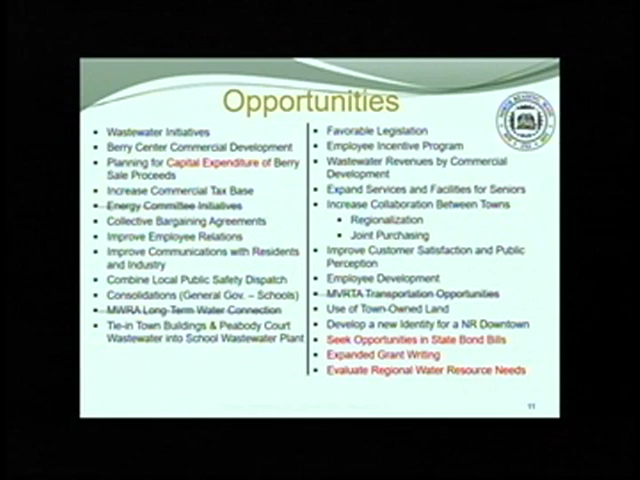 Opportunities
Wastewater Initiatives
Berry Center Commercial Development
Planning for Capital Expenditure of Berry
Sale Proceeds
Increase Commercial Tax Base
Energy Committee Initiatives
Collective Bargaining Agreements
Improve Employee Relations
Improve Communications with Residents
and Industry
Combine Local Public Safety Dispatch
Consolidations (General Gov. – Schools)
MWRA Long-Term Water Connection
Tie-in Town Buildings & Peabody Court
Wastewater into School Wastewater Plant
Favorable Legislation
Employee Incentive Program
Wastewater Revenues by Commercial
Development
Expand Services and Facilities for Seniors
Increase Collaboration Between Towns
Regionalization
Joint Purchasing
Improve Customer Satisfaction and Public
Perception
Employee Development
MVRTA Transportation Opportunities
Use of Town-Owned Land
Develop a new Identity for a NR Downtown
Seek Opportunities in State Bond Bills
Expanded Grant Writing
Evaluate Regional Water Resource Needs
11